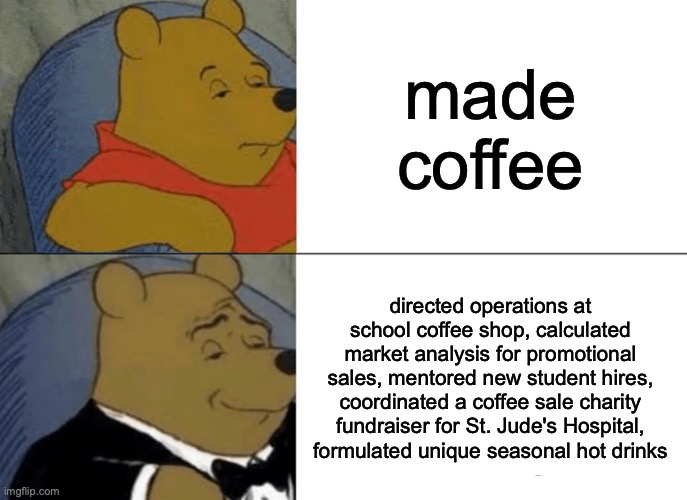 made
coffee
directed operations at
school coffee shop, calculated
market analysis for promotional
sales, mentored new student hires,
coordinated a coffee sale charity
fundraiser for St. Jude's Hospital,
formulated unique seasonal hot drinks
imgflip.com